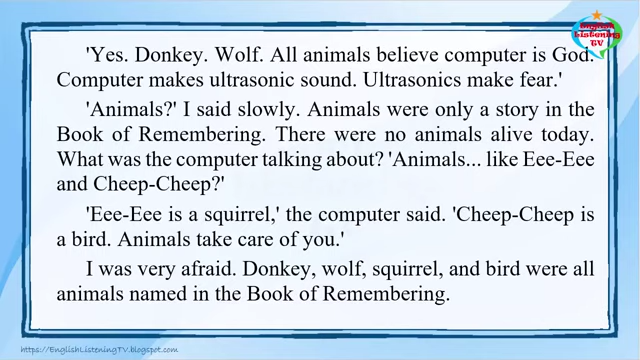 English
Listening
TV
'Yes. Donkey. Wolf. All animals believe computer is God.
Computer makes ultrasonic sound. Ultrasonics make fear.'
'Animals?' I said slowly. Animals were only a story in the
Book of Remembering. There were no animals alive today.
What was the computer talking about? 'Animals... like Eee-Eee
and Cheep-Cheep?'
'Eee-Eee is a squirrel,' the computer said. 'Cheep-Cheep is
a bird. Animals take care of you.'
I was very afraid. Donkey, wolf, squirrel, and bird were all
animals named in the Book of Remembering.
https://EnglishListeningTV.blogspot.com